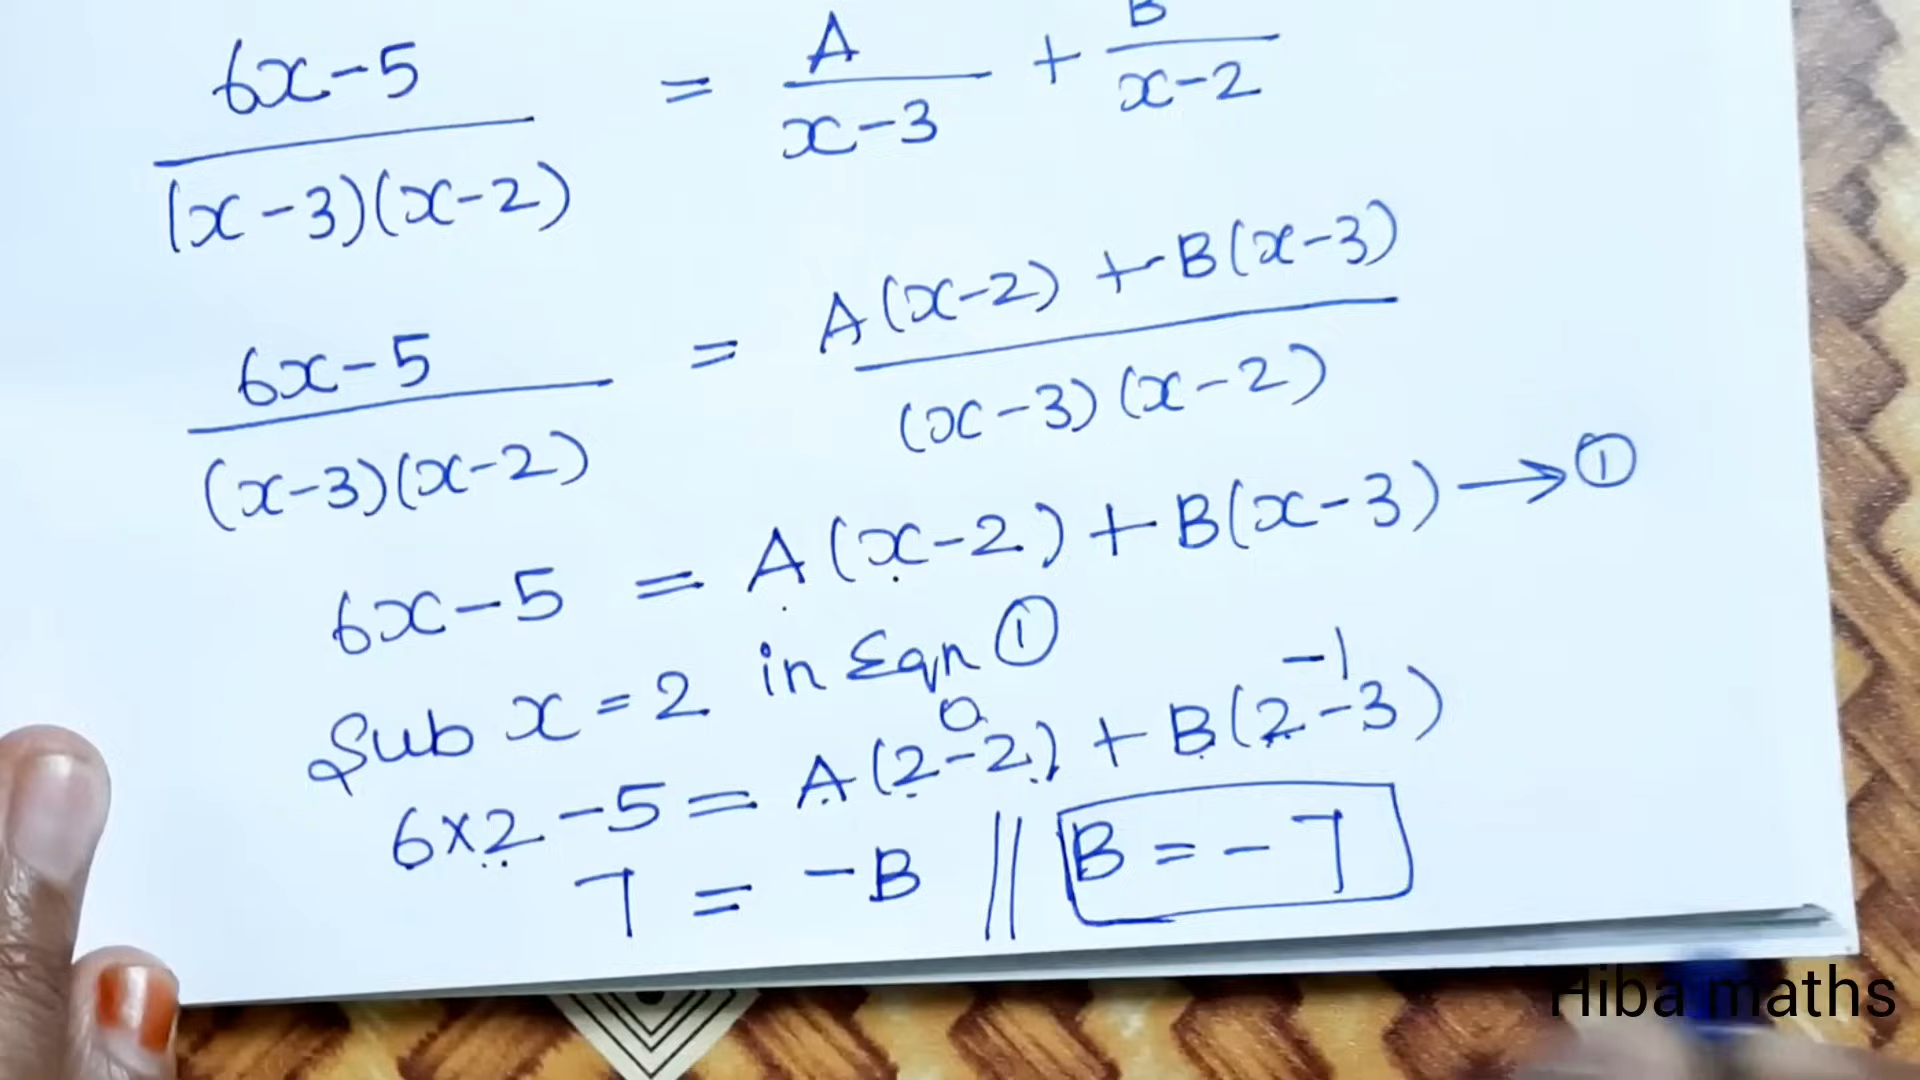 6x-5/(x-3)(x-2) = A/x-3 + B/x-2
6x-5/(x-3)(x-2) = A(x-2) + B(x-3)/(x-3)(x-2)
6x-5 = A(x-2) + B(x-3) → ①
Sub x = 2 in Eqn ①
0 -1
6×2 -5 = A(2-2) + B(2-3)
7 = -B || B = -7
Hiba maths